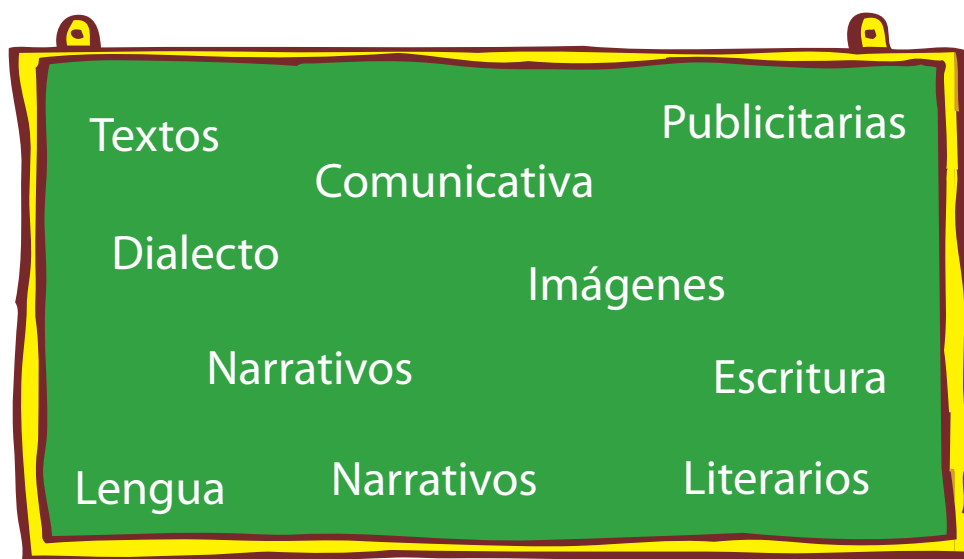 Textos
Publicitarias
Comunicativa
Dialecto
Imágenes
Narrativos
Escritura
Lengua
Narrativos
Literarios